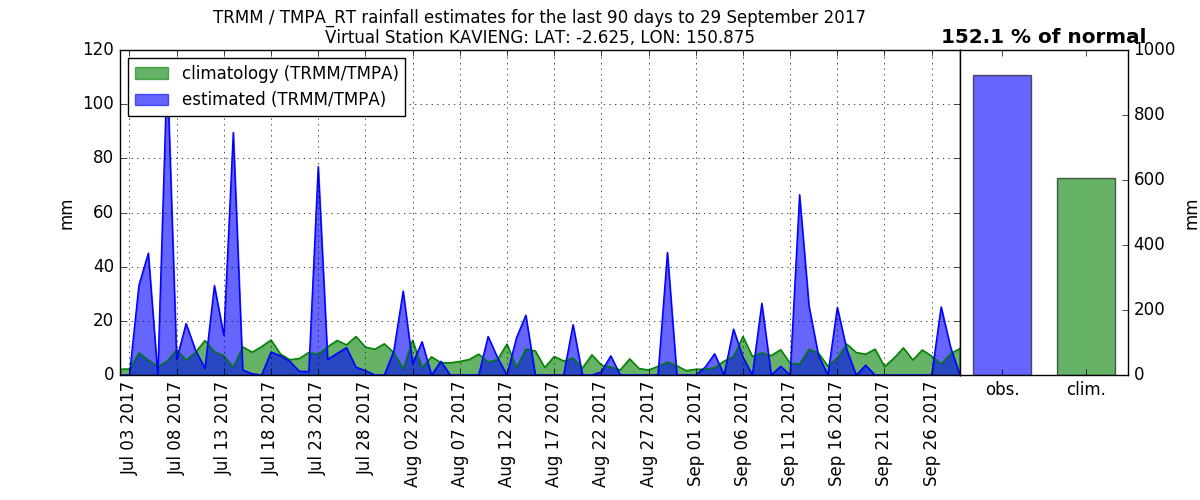 TRMM / TMPA_RT rainfall estimates for the last 90 days to 29 September 2017
Virtual Station KAVIENG: LAT: -2.625, LON: 150.875
152.1 % of normal
climatology (TRMM/TMPA)
estimated (TRMM/TMPA)
mm
120
100
80
60
40
20
0
Jul 03 2017
Jul 08 2017
Jul 13 2017
Jul 18 2017
Jul 23 2017
Jul 28 2017
Aug 02 2017
Aug 07 2017
Aug 12 2017
Aug 17 2017
Aug 22 2017
Aug 27 2017
Sep 01 2017
Sep 06 2017
Sep 11 2017
Sep 16 2017
Sep 21 2017
Sep 26 2017
obs.
clim.
1000
800
600
400
200
0
mm